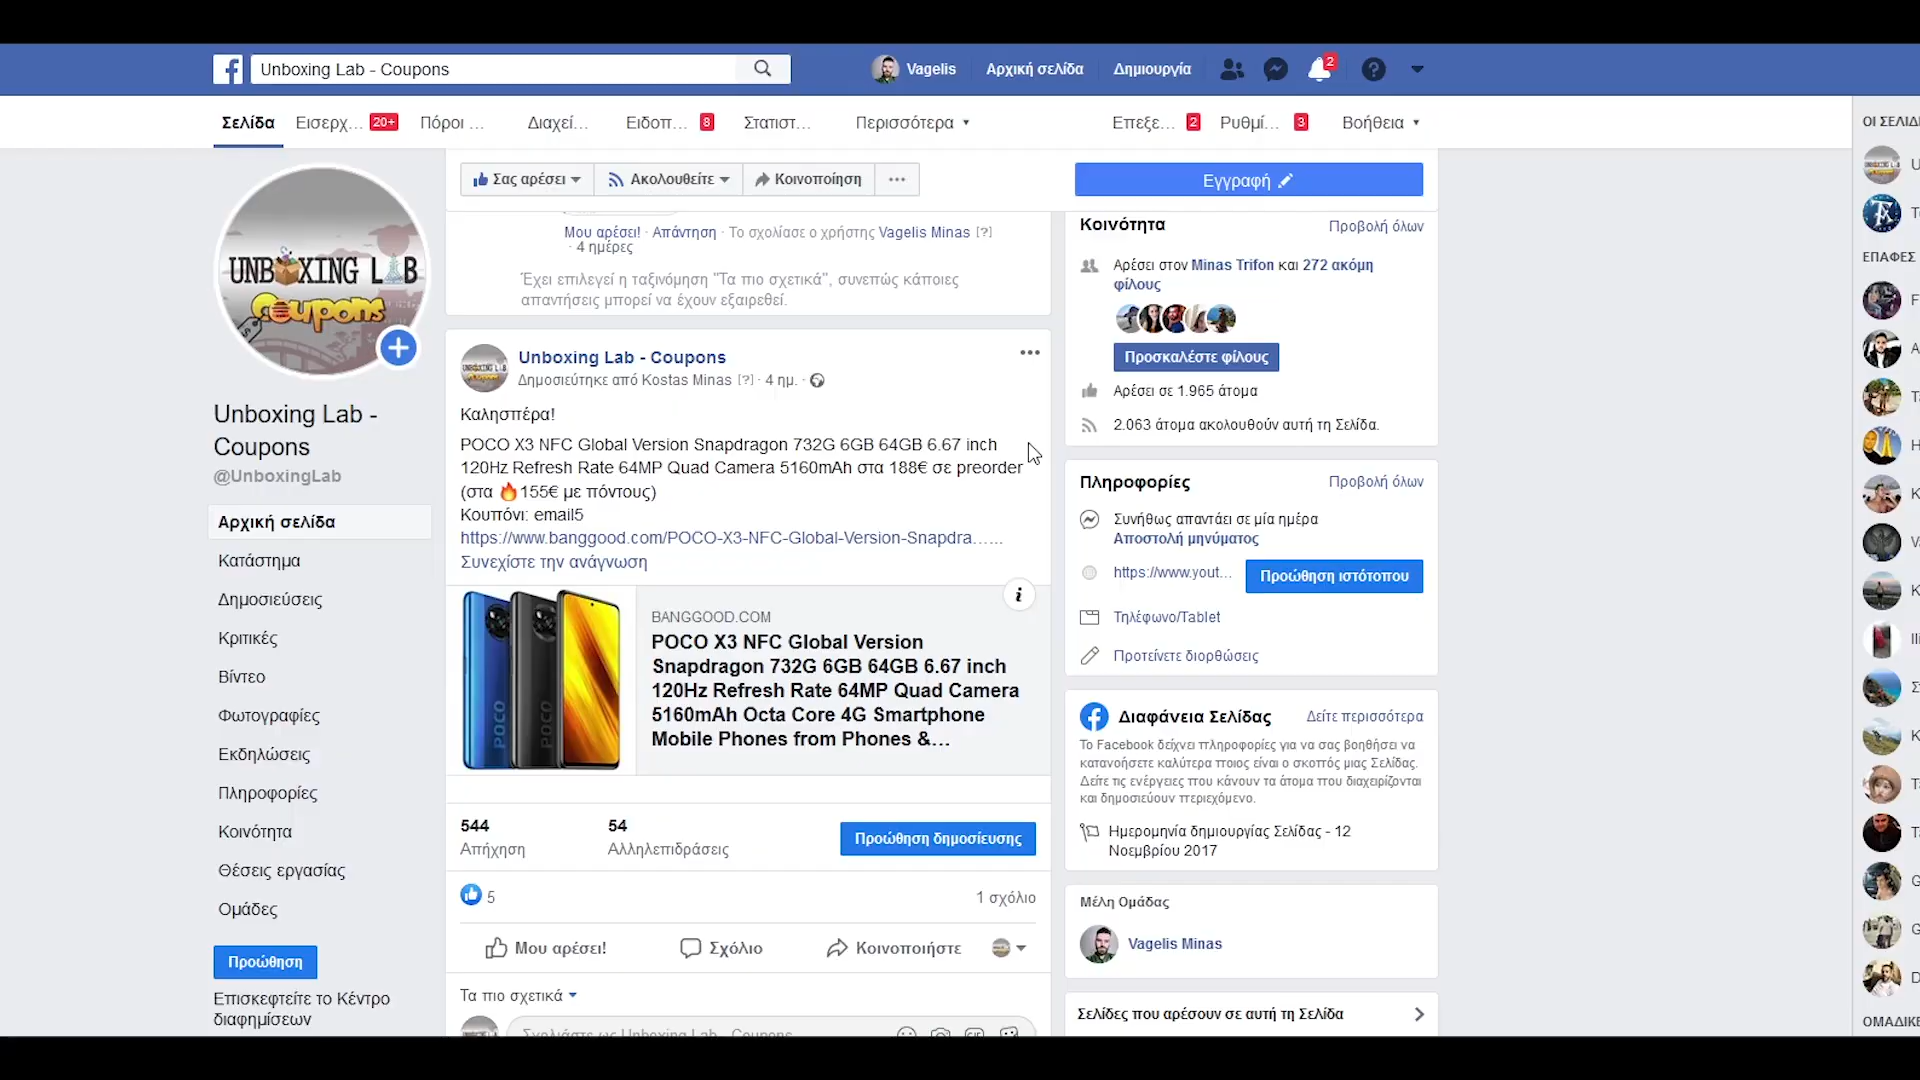 Unboxing Lab - Coupons
Vagelis
Αρχική σελίδα
Δημιουργία
2
Σελίδα
Εισερχ... 20+
Πόροι ...
Διαχεί...
Ειδοπ... 8
Στατιστ...
Περισσότερα
Επεξε... 2
Ρυθμί... 3
Βοήθεια
UNBOXING LAB
Coupons
Unboxing Lab -
Coupons
@UnboxingLab
Αρχική σελίδα
Κατάστημα
Δημοσιεύσεις
Κριτικές
Βίντεο
Φωτογραφίες
Εκδηλώσεις
Πληροφορίες
Κοινότητα
Θέσεις εργασίας
Ομάδες
Προώθηση
Επισκεφτείτε το Κέντρο
διαφημίσεων
Σας αρέσει
Ακολουθείτε
Κοινοποίηση
Εγγραφή
Μου αρέσει! · Απάντηση · Το σχολίασε ο χρήστης Vagelis Minas [?]
· 4 ημέρες
Έχει επιλεγεί η ταξινόμηση "Τα πιο σχετικά", συνεπώς κάποιες
απαντήσεις μπορεί να έχουν εξαιρεθεί.
Unboxing Lab - Coupons
Δημοσιεύτηκε από Kostas Minas [?] · 4 ημ. ·
Καλησπέρα!
POCO X3 NFC Global Version Snapdragon 732G 6GB 64GB 6.67 inch
120Hz Refresh Rate 64MP Quad Camera 5160mAh στα 188€ σε preorder
(στα 🔥155€ με πόντους)
Κουπόνι: email5
https://www.banggood.com/POCO-X3-NFC-Global-Version-Snapdra......
Συνεχίστε την ανάγνωση
POCO
POCO
BANGGOOD.COM
POCO X3 NFC Global Version
Snapdragon 732G 6GB 64GB 6.67 inch
120Hz Refresh Rate 64MP Quad Camera
5160mAh Octa Core 4G Smartphone
Mobile Phones from Phones &...
544
Απήχηση
54
Αλληλεπιδράσεις
Προώθηση δημοσίευσης
5
1 σχόλιο
Μου αρέσει!
Σχόλιο
Κοινοποιήστε
Τα πιο σχετικά
Σχολιάστε ως Unboxing Lab - Coupons
Κοινότητα
Προβολή όλων
Αρέσει στον Minas Trifon και 272 ακόμη
φίλους
Προσκαλέστε φίλους
Αρέσει σε 1.965 άτομα
2.063 άτομα ακολουθούν αυτή τη Σελίδα.
Πληροφορίες
Προβολή όλων
Συνήθως απαντάει σε μία ημέρα
Αποστολή μηνύματος
https://www.yout...
Προώθηση ιστότοπου
Τηλέφωνο/Tablet
Προτείνετε διορθώσεις
Διαφάνεια Σελίδας
Δείτε περισσότερα
Το Facebook δείχνει πληροφορίες για να σας βοηθήσει να
κατανοήσετε καλύτερα ποιος είναι ο σκοπός μιας Σελίδας.
Δείτε τις ενέργειες που κάνουν τα άτομα που διαχειρίζονται
και δημοσιεύουν περιεχόμενο.
Ημερομηνία δημιουργίας Σελίδας - 12
Νοεμβρίου 2017
Μέλη Ομάδας
Vagelis Minas
Σελίδες που αρέσουν σε αυτή τη Σελίδα
ΟΙ ΣΕΛΙΔ
ΕΠΑΦΕΣ
ΟΜΑΔΙΚΕ